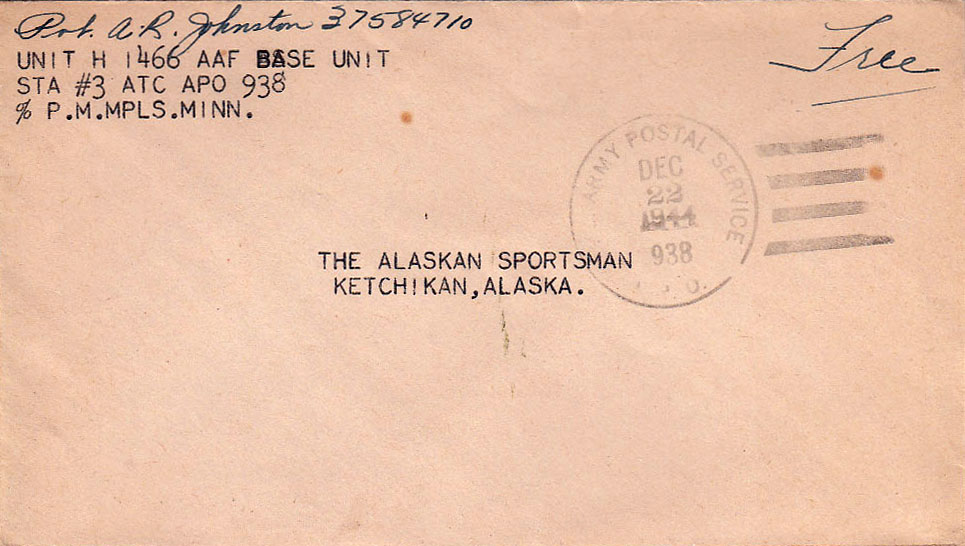 Pvt. A. R. Johnston 37584710
UNIT H 1466 AAF BASE UNIT
STA #3 ATC APO 938
% P.M.MPLS.MINN.
Free
ARMY POSTAL SERVICE
DEC
22
1944
938
THE ALASKAN SPORTSMAN
KETCHIKAN,ALASKA.